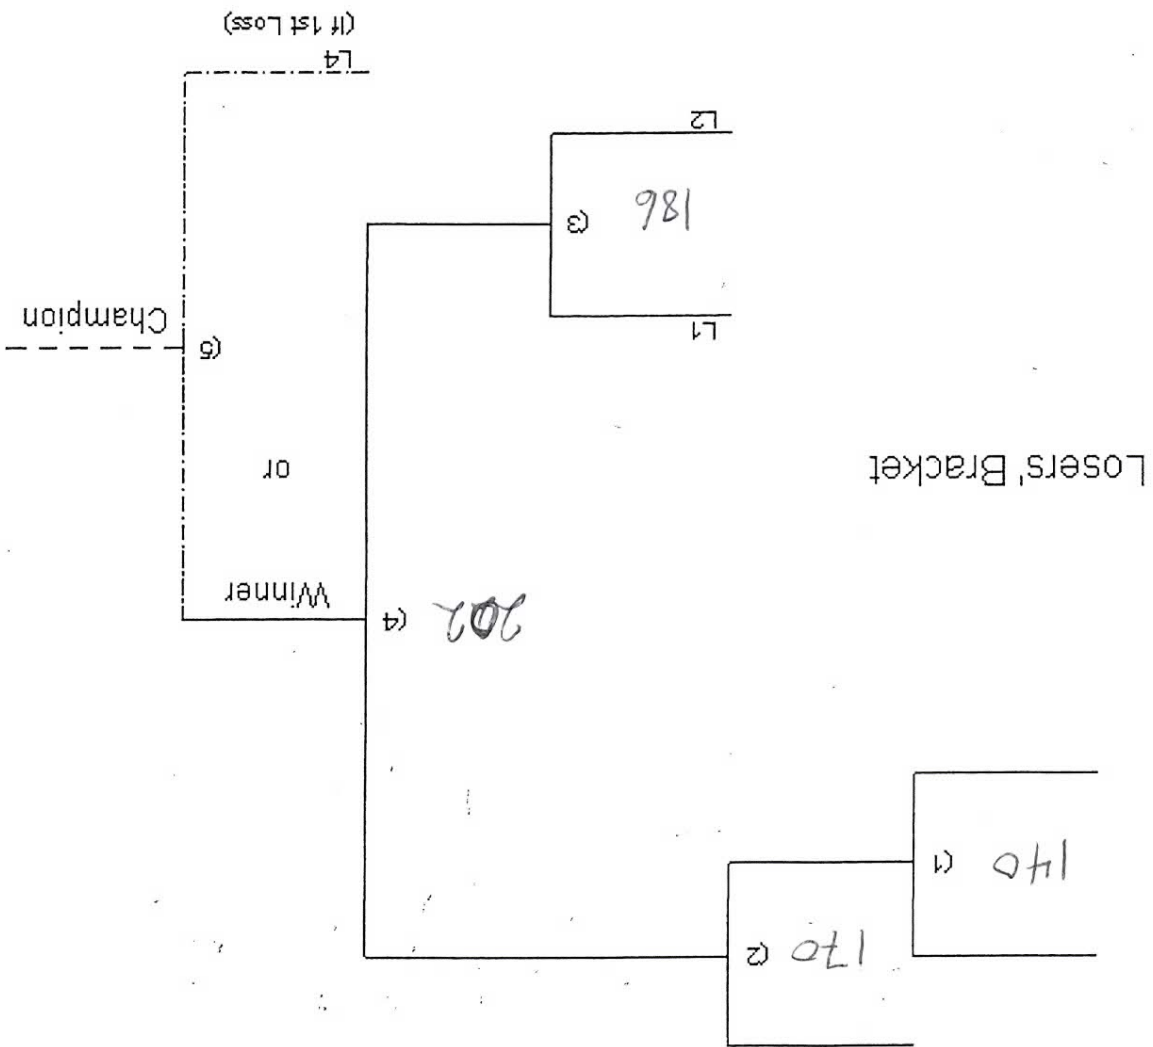 170 (2
140 (1
202 (4
Winner
Losers' Bracket
or
(5
Champion
L1
186 (3
L2
L4
(If 1st Loss)